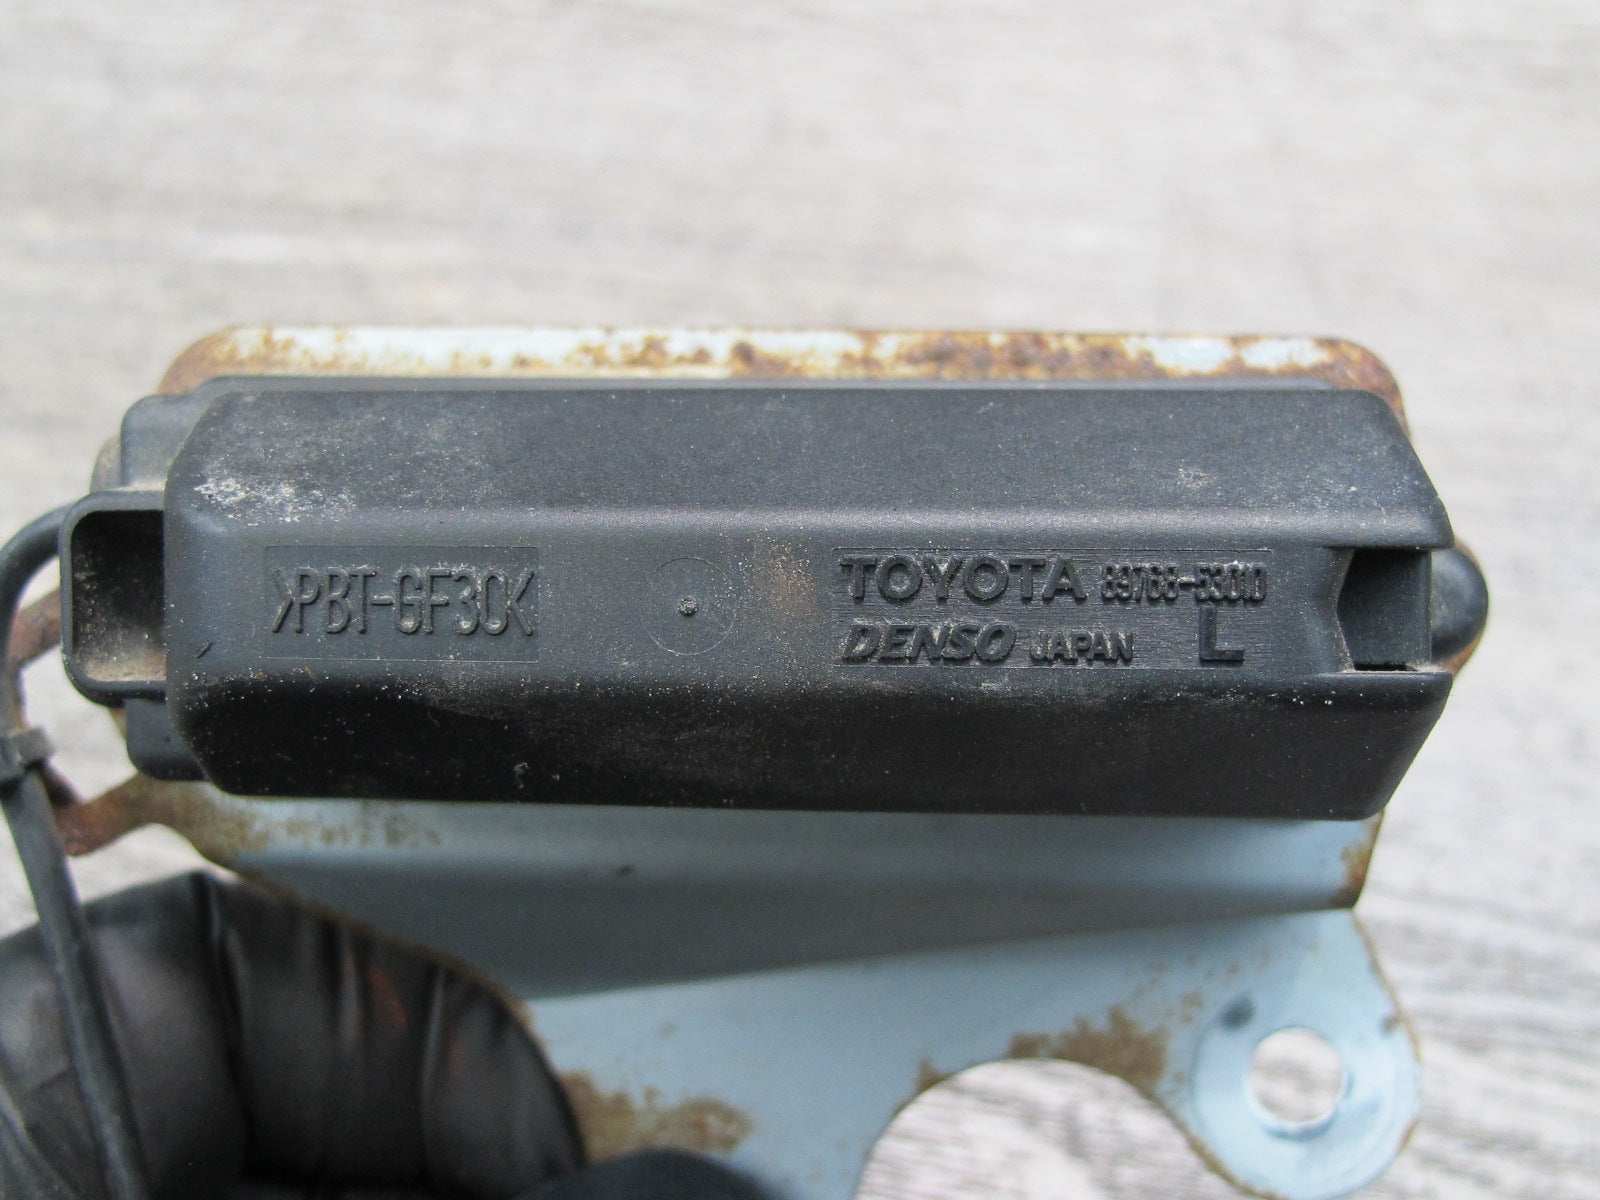 >PBT-GF30<
TOYOTA 89768-53010
DENSO JAPAN L